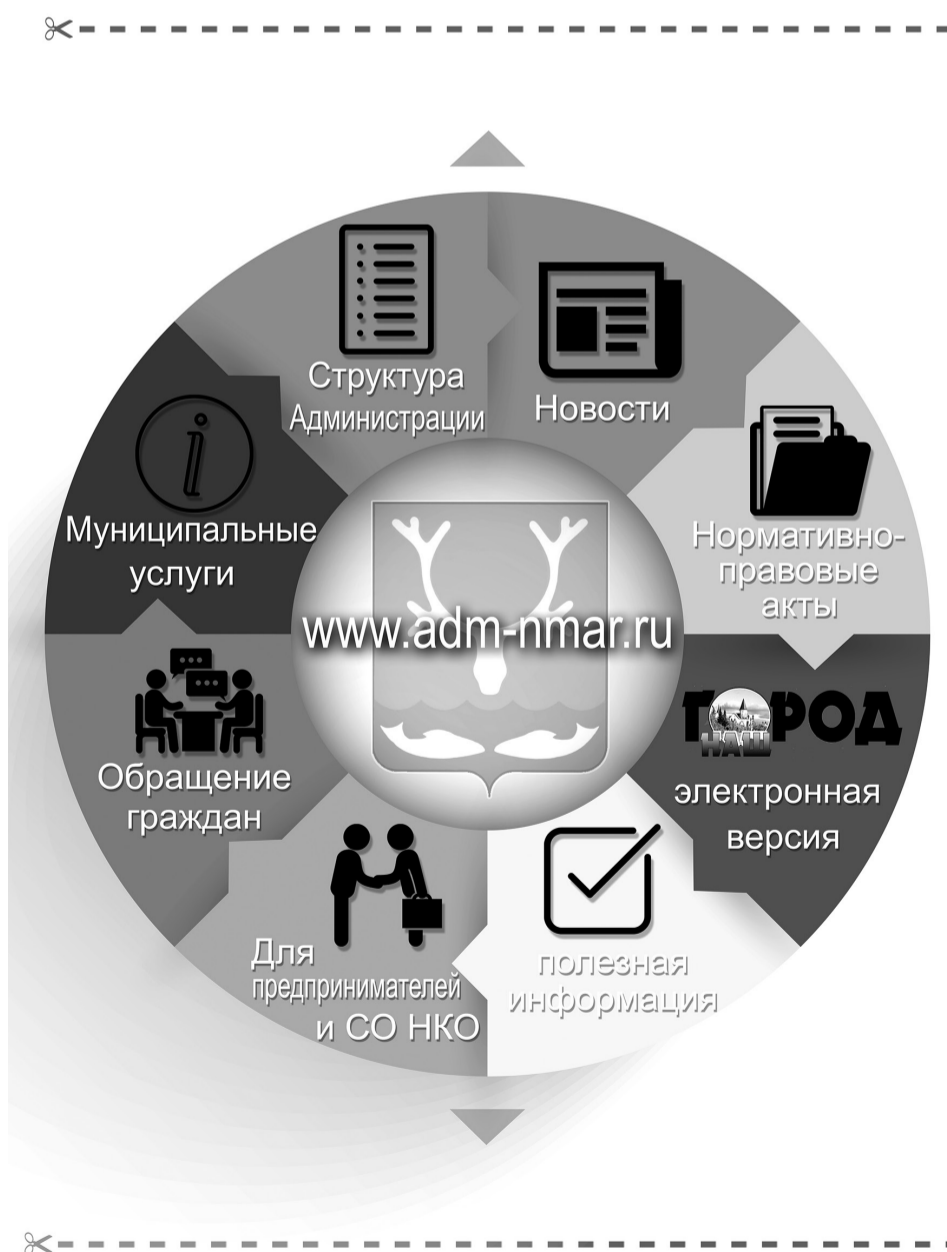 Структура
Администрации
Новости
Нормативно-
правовые
акты
ГОРОД
НАШ
электронная
версия
полезная
информация
Для
предпринимателей
и СО НКО
Обращение
граждан
Муниципальные
услуги
www.adm-nmar.ru